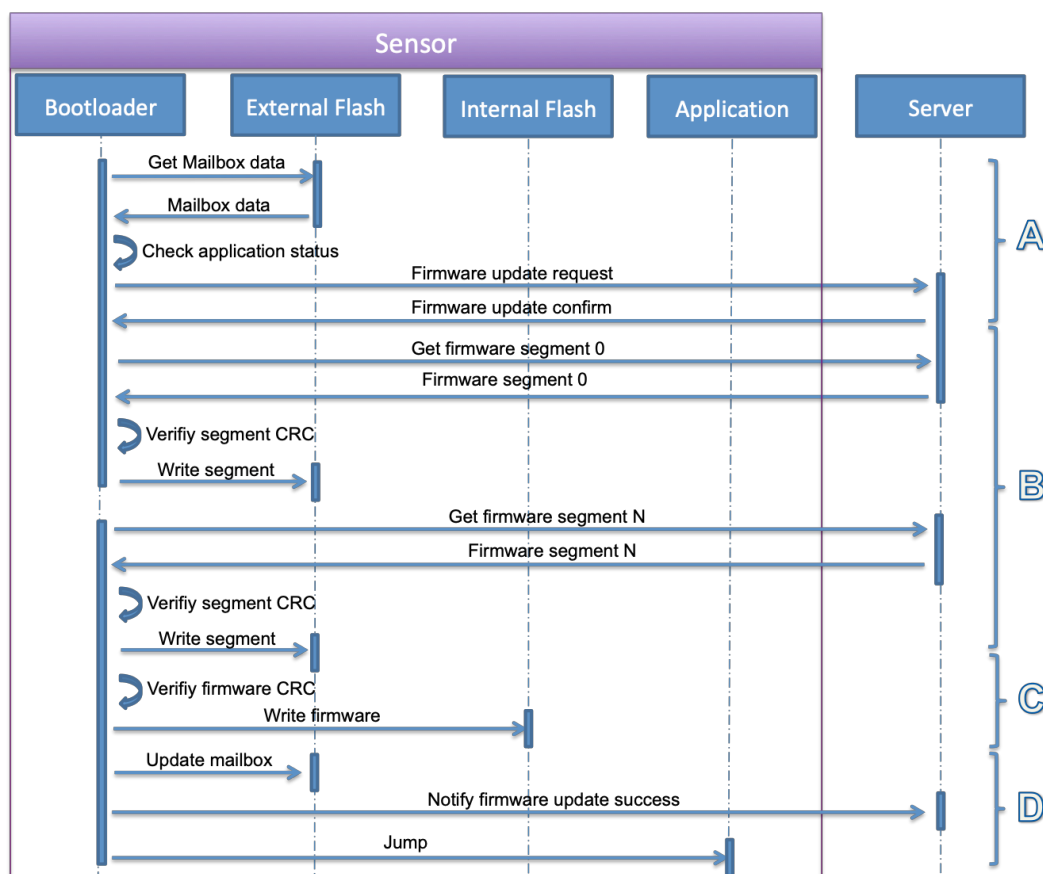 Sensor
Bootloader
External Flash
Internal Flash
Application
Server
Get Mailbox data
Mailbox data
Check application status
Firmware update request
Firmware update confirm
A
Get firmware segment 0
Firmware segment 0
Verifiy segment CRC
Write segment
B
Get firmware segment N
Firmware segment N
Verifiy segment CRC
Write segment
Verifiy firmware CRC
Write firmware
C
Update mailbox
Notify firmware update success
D
Jump